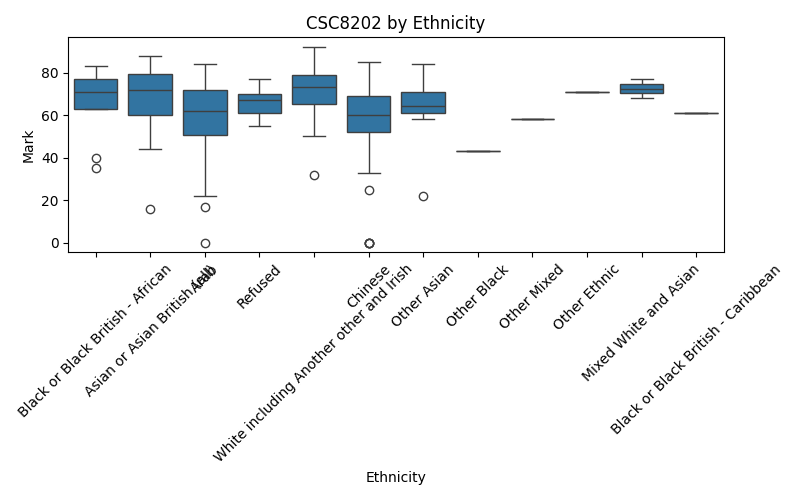 CSC8202 by Ethnicity
Mark
80
60
40
20
0
Black or Black British - African
Asian or Asian British
Arab
Refused
White including Another other and Irish
Chinese
Other Asian
Other Black
Other Mixed
Other Ethnic
Mixed White and Asian
Black or Black British - Caribbean
Ethnicity